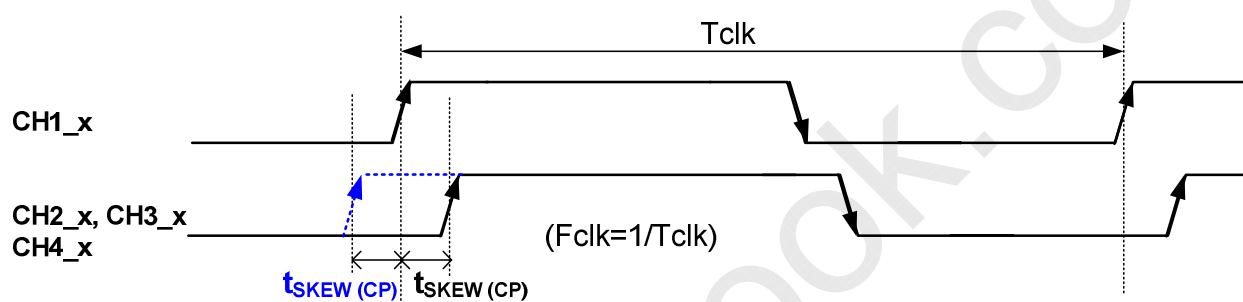 Tclk
CH1_x
CH2_x, CH3_x
CH4_x
(Fclk=1/Tclk)
tSKEW (CP) tSKEW (CP)